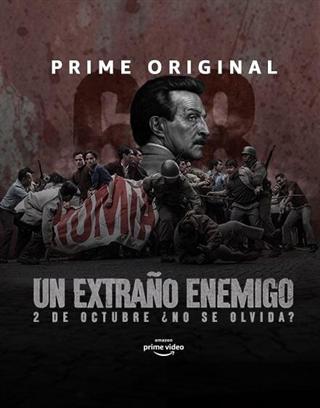 PRIME ORIGINAL
68
UN EXTRAÑO ENEMIGO
2 DE OCTUBRE ¿NO SE OLVIDA?
amazon
prime video